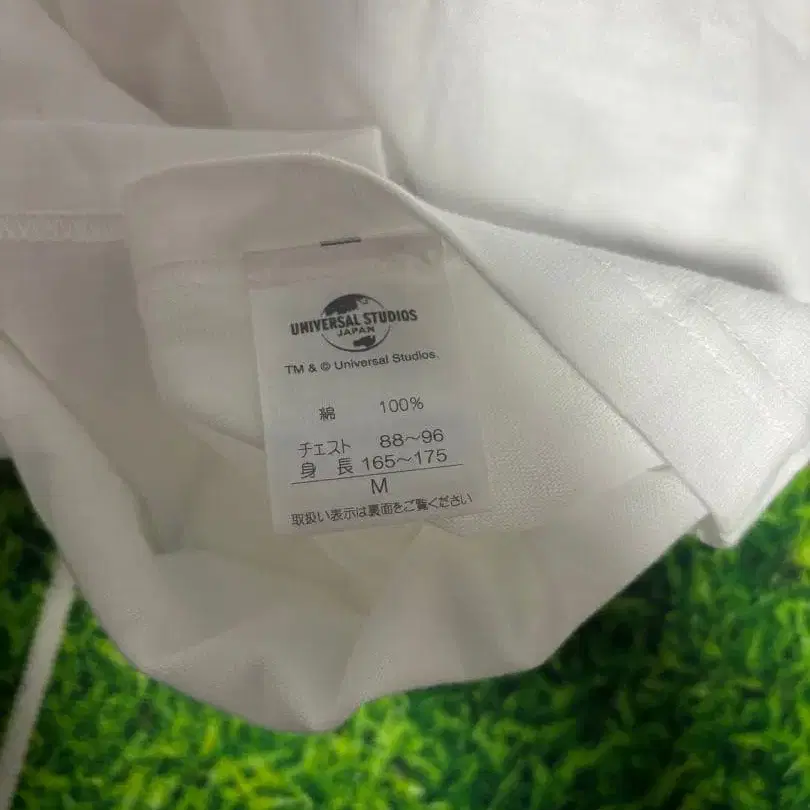 UNIVERSAL STUDIOS
JAPAN
TM & © Universal Studios.
綿 100%
チェスト 88～96
身長 165～175
M
取扱い表示は裏面をご覧ください